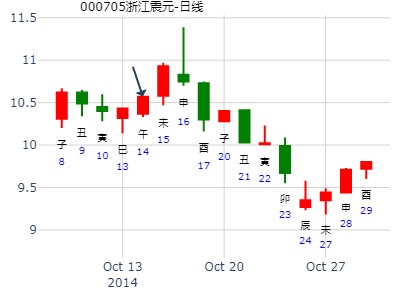 000705浙江震元-日线
11.5
11
10.5
10
9.5
9
子
8
丑
9
寅
10
巳
13
午
14
未
15
申
16
酉
17
子
20
丑
21
寅
22
卯
23
辰
24
未
27
申
28
酉
29
Oct 13
2014
Oct 20
Oct 27